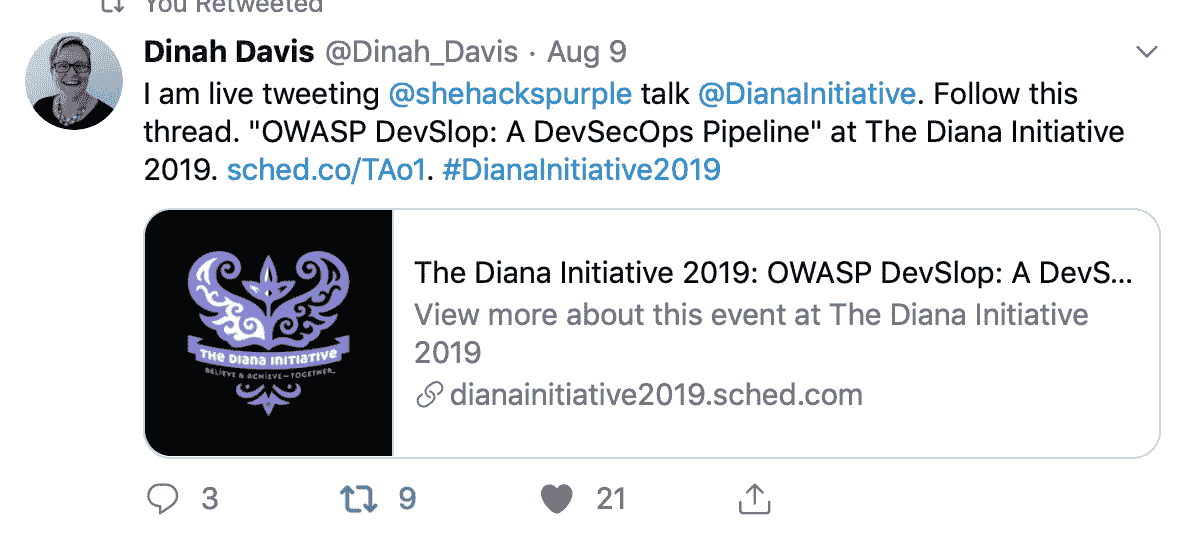 You Retweeted
Dinah Davis @Dinah_Davis · Aug 9
I am live tweeting @shehackspurple talk @DianaInitiative. Follow this
thread. "OWASP DevSlop: A DevSecOps Pipeline" at The Diana Initiative
2019. sched.co/TAo1. #DianaInitiative2019
THE DIANA INITIATIVE
BELIEVE & ACHIEVE—TOGETHER
The Diana Initiative 2019: OWASP DevSlop: A DevS...
View more about this event at The Diana Initiative
2019
dianainitiative2019.sched.com
3 9 21